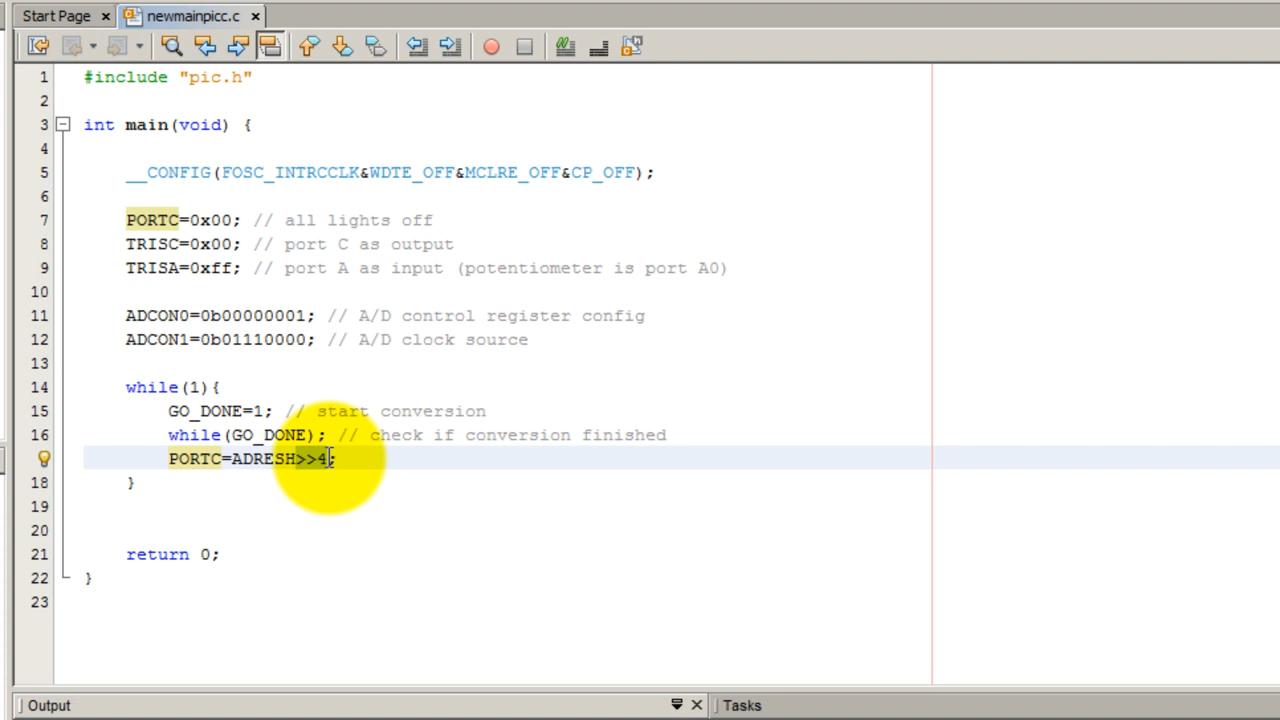 Start Page newmainpicc.c
1 #include "pic.h"
2
3 int main(void) {
4
5 __CONFIG(FOSC_INTRCCLK&WDTE_OFF&MCLRE_OFF&CP_OFF);
6
7 PORTC=0x00; // all lights off
8 TRISC=0x00; // port C as output
9 TRISA=0xff; // port A as input (potentiometer is port A0)
10
11 ADCON0=0b00000001; // A/D control register config
12 ADCON1=0b01110000; // A/D clock source
13
14 while(1){
15 GO_DONE=1; // start conversion
16 while(GO_DONE); // check if conversion finished
PORTC=ADRESH>>4;
18 }
19
20
21 return 0;
22 }
23
Output Tasks